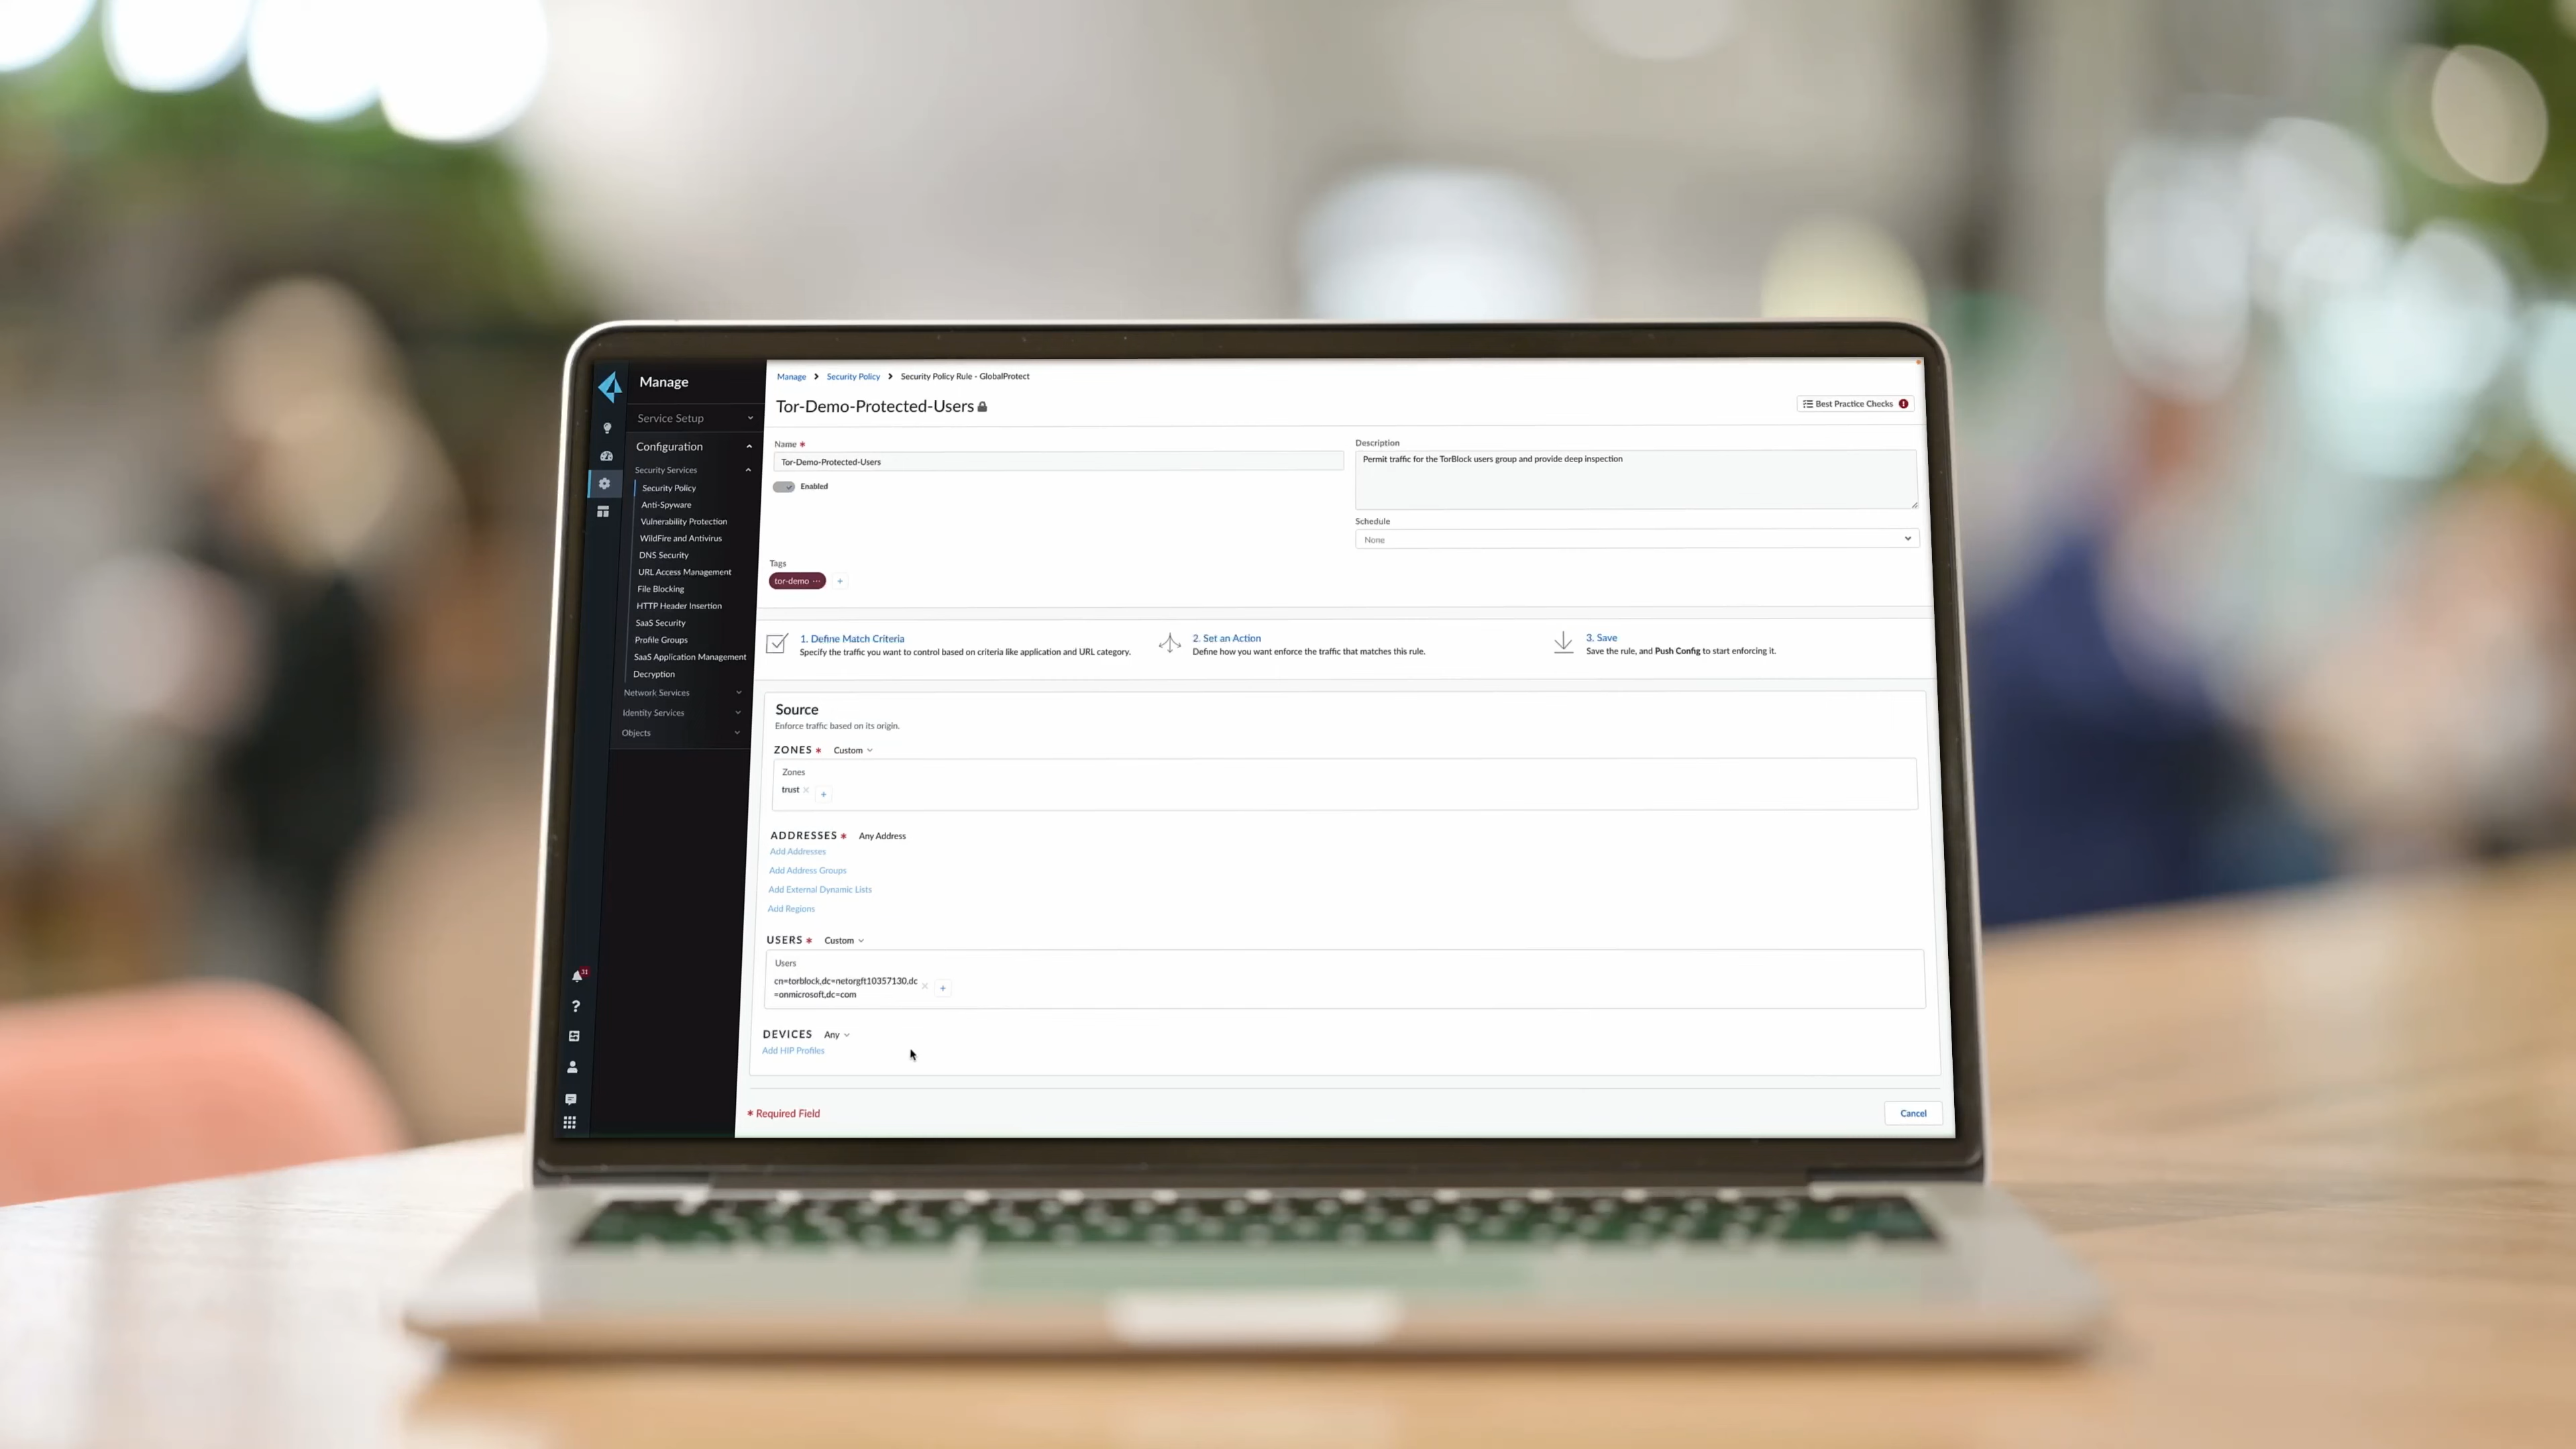 Manage
Service Setup
Configuration
Security Services
Security Policy
Anti-Spyware
Vulnerability Protection
WildFire and Antivirus
DNS Security
URL Access Management
File Blocking
HTTP Header Insertion
SaaS Security
Profile Groups
SaaS Application Management
Decryption
Network Services
Identity Services
Objects
31
?
Manage > Security Policy > Security Policy Rule - GlobalProtect
Tor-Demo-Protected-Users
Best Practice Checks !
Name *
Tor-Demo-Protected-Users
Enabled
Description
Permit traffic for the TorBlock users group and provide deep inspection
Schedule
None
Tags
tor-demo ... +
1. Define Match Criteria
Specify the traffic you want to control based on criteria like application and URL category.
2. Set an Action
Define how you want enforce the traffic that matches this rule.
3. Save
Save the rule, and Push Config to start enforcing it.
Source
Enforce traffic based on its origin.
ZONES * Custom
Zones
trust × +
ADDRESSES * Any Address
Add Addresses
Add Address Groups
Add External Dynamic Lists
Add Regions
USERS * Custom
Users
cn=torblock,dc=netorgft10357130,dc
=onmicrosoft,dc=com × +
DEVICES Any
Add HIP Profiles
* Required Field
Cancel